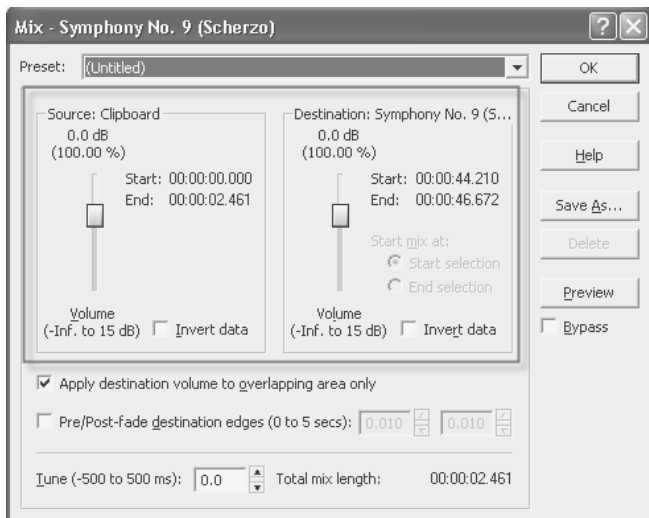 Mix - Symphony No. 9 (Scherzo)
Preset: (Untitled)
OK
Cancel
Help
Save As...
Delete
Preview
Bypass
Source: Clipboard
0.0 dB
(100.00 %)
Start: 00:00:00.000
End: 00:00:02.461
Volume
(-Inf. to 15 dB)
Invert data
Destination: Symphony No. 9 (S...
0.0 dB
(100.00 %)
Start: 00:00:44.210
End: 00:00:46.672
Start mix at:
Start selection
End selection
Volume
(-Inf. to 15 dB)
Invert data
Apply destination volume to overlapping area only
Pre/Post-fade destination edges (0 to 5 secs): 0.010 0.010
Tune (-500 to 500 ms): 0.0 Total mix length: 00:00:02.461